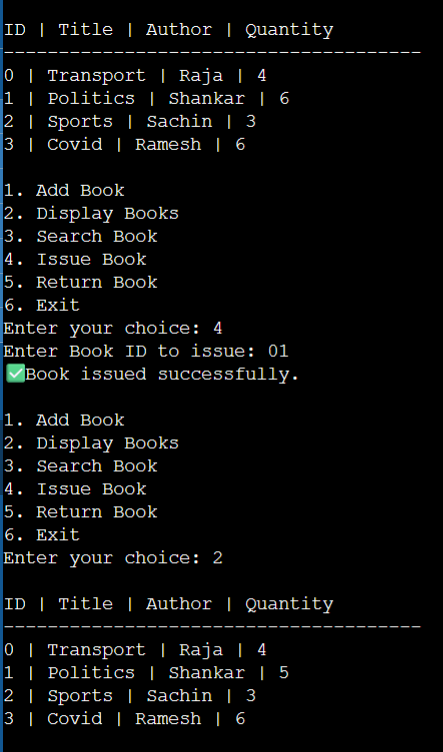 ID | Title | Author | Quantity
--------------------------------------
0 | Transport | Raja | 4
1 | Politics | Shankar | 6
2 | Sports | Sachin | 3
3 | Covid | Ramesh | 6
1. Add Book
2. Display Books
3. Search Book
4. Issue Book
5. Return Book
6. Exit
Enter your choice: 4
Enter Book ID to issue: 01
✅Book issued successfully.
1. Add Book
2. Display Books
3. Search Book
4. Issue Book
5. Return Book
6. Exit
Enter your choice: 2
ID | Title | Author | Quantity
--------------------------------------
0 | Transport | Raja | 4
1 | Politics | Shankar | 5
2 | Sports | Sachin | 3
3 | Covid | Ramesh | 6